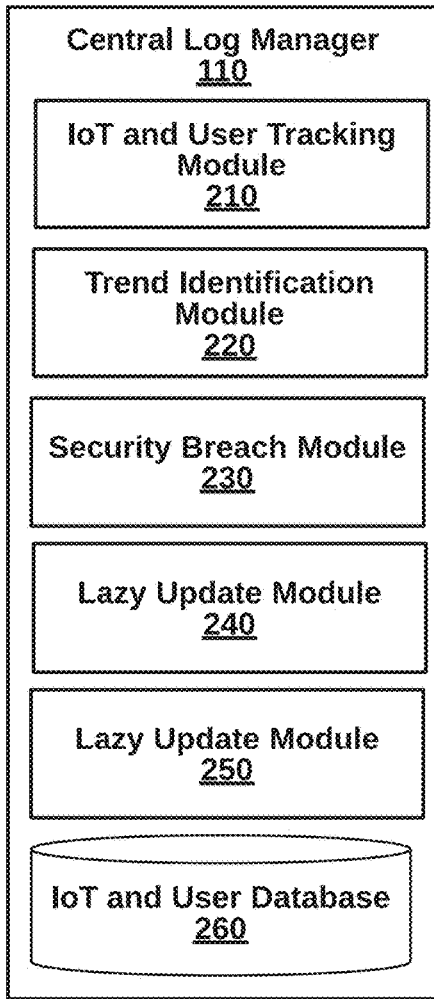 Central Log Manager
110
IoT and User Tracking
Module
210
Trend Identification
Module
220
Security Breach Module
230
Lazy Update Module
240
Lazy Update Module
250
IoT and User Database
260